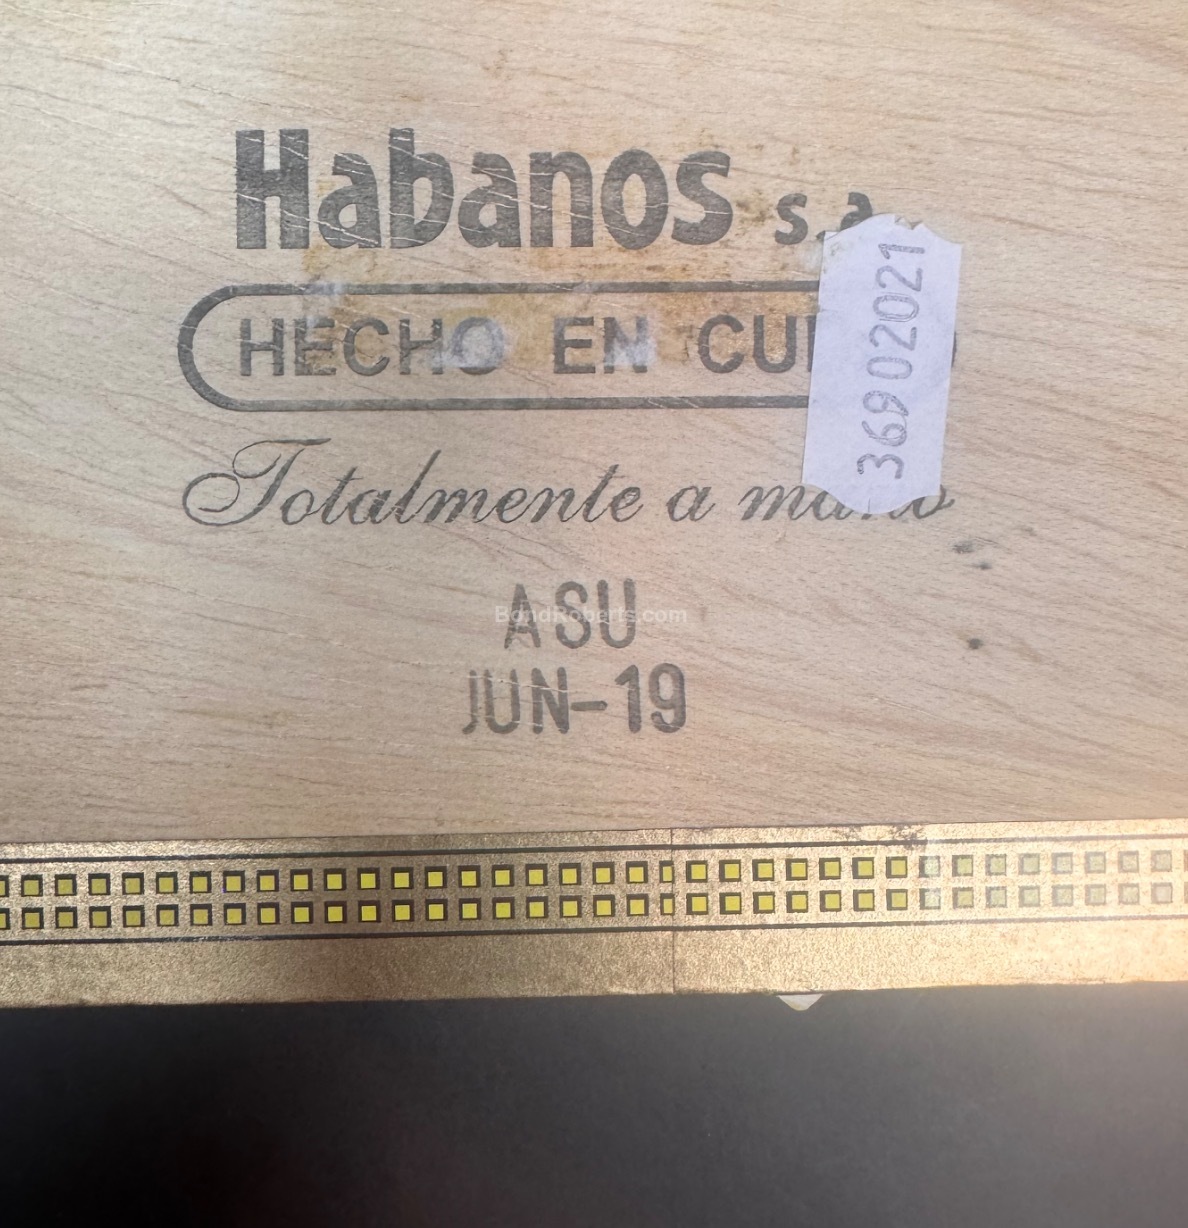 Habanos s.a.
HECHO EN CU
Totalmente a mano
36902021
ASU
BondRoberts.com
JUN-19